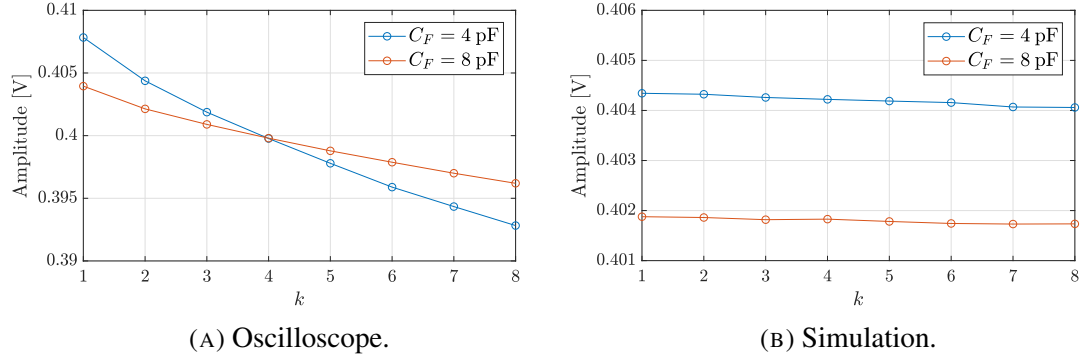 0.41
0.405
0.4
0.395
0.39
Amplitude [V]
1 2 3 4 5 6 7 8
k
C_F = 4 pF
C_F = 8 pF
(A) Oscilloscope.
0.406
0.405
0.404
0.403
0.402
0.401
Amplitude [V]
1 2 3 4 5 6 7 8
k
C_F = 4 pF
C_F = 8 pF
(B) Simulation.